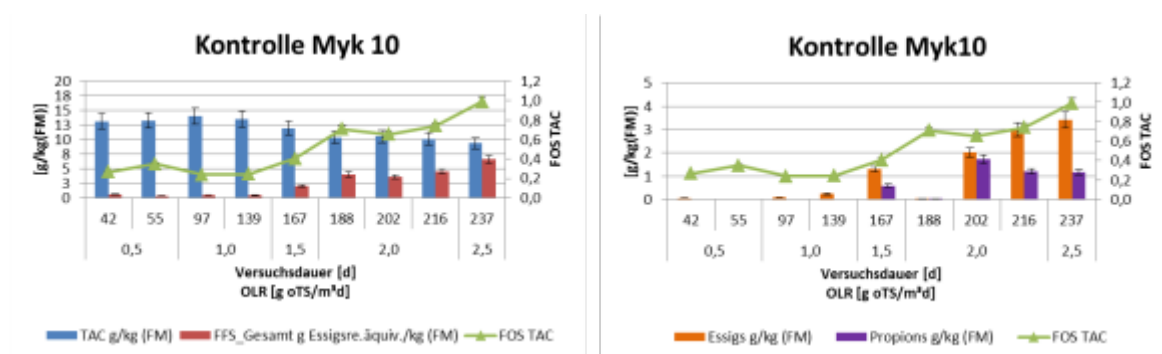 Kontrolle Myk 10
[g/kg(FM)]
20
18
15
13
10
8
5
3
0
1,2
1,0
0,8
0,6
0,4
0,2
0,0
FOS TAC
42 55 97 139 167 188 202 216 237
0,5 1,0 1,5 2,0 2,5
Versuchsdauer [d]
OLR [g oTS/m³d]
TAC g/kg (FM) FFS_Gesamt g Essigsre.äquiv./kg (FM) FOS TAC
Kontrolle Myk10
[g/kg(FM)]
5
4
3
2
1
0
1,2
1,0
0,8
0,6
0,4
0,2
0,0
FOS TAC
42 55 97 139 167 188 202 216 237
0,5 1,0 1,5 2,0 2,5
Versuchsdauer [d]
OLR [g oTS/m³d]
Essigs g/kg (FM) Propions g/kg (FM) FOS TAC